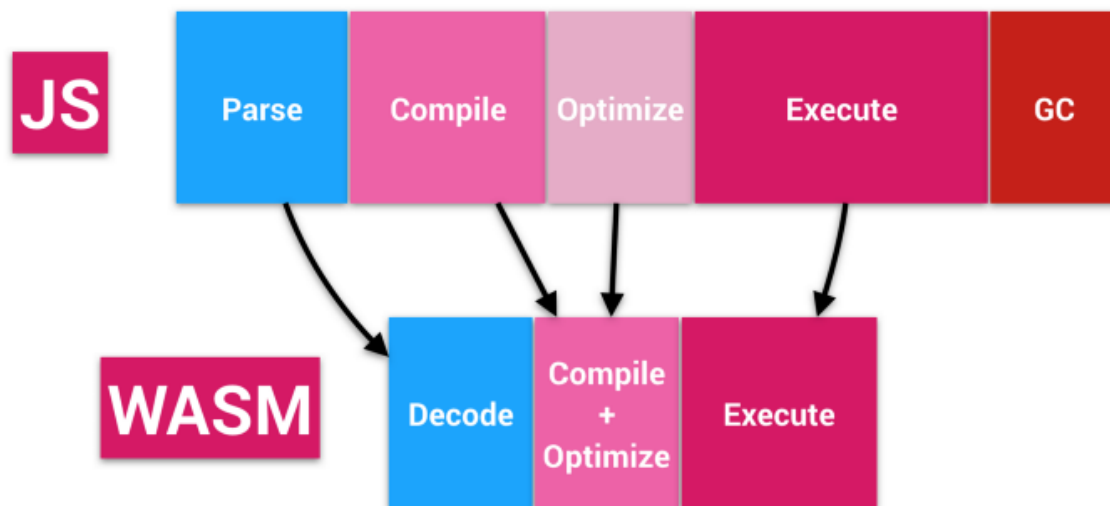 JS
Parse
Compile
Optimize
Execute
GC
WASM
Decode
Compile
+
Optimize
Execute